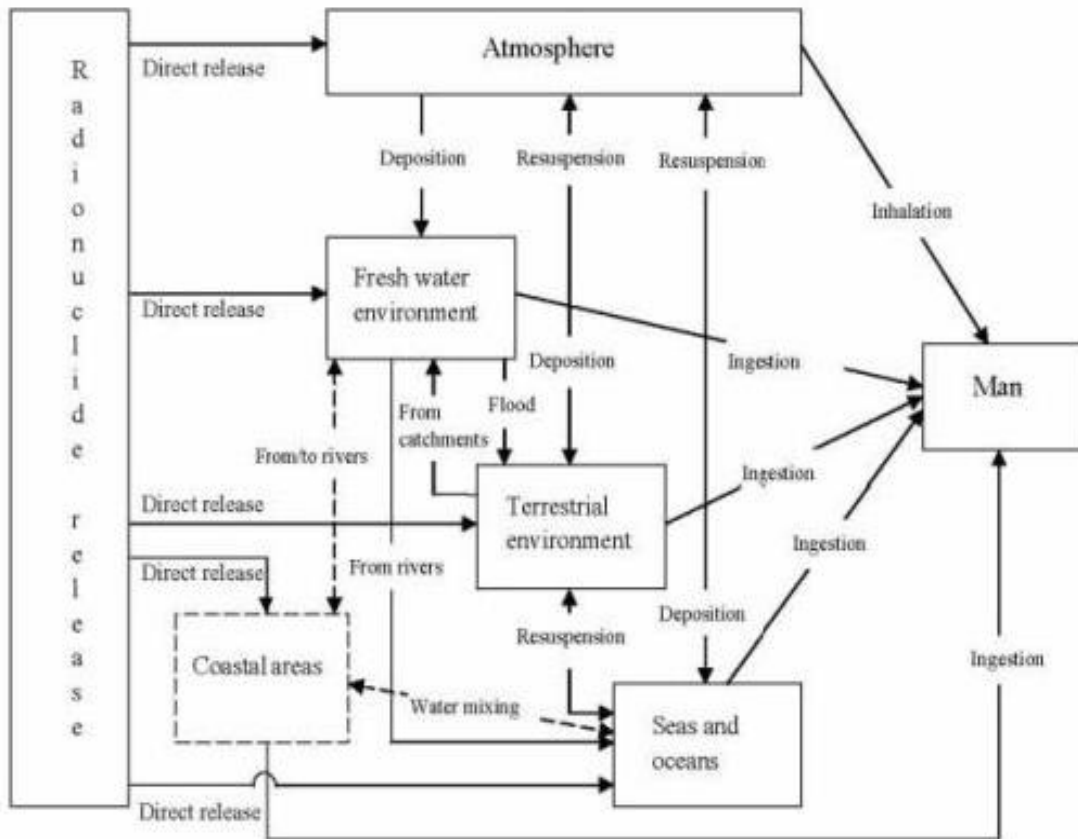 Radionuclide release
Atmosphere
Direct release
Deposition
Resuspension
Resuspension
Inhalation
Fresh water
environment
Direct release
Deposition
Ingestion
Man
From
catchments
Flood
From/to rivers
Ingestion
Terrestrial
environment
Direct release
Ingestion
Direct release
From rivers
Resuspension
Deposition
Ingestion
Coastal areas
Water mixing
Seas and
oceans
Direct release